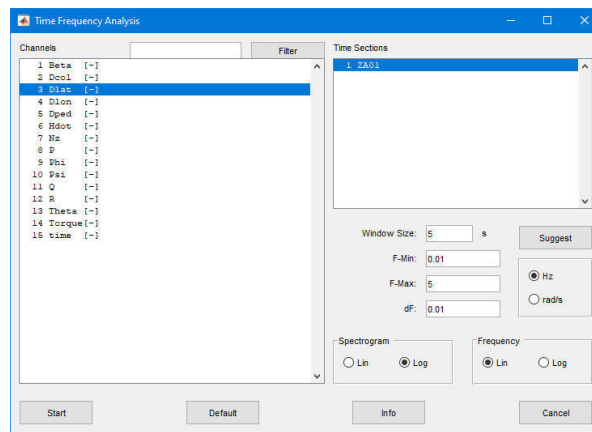 Time Frequency Analysis
Channels
Filter
Time Sections
1 Beta [-]
2 Dcol [-]
3 Dlat [-]
4 Dlon [-]
5 Dped [-]
6 Hdot [-]
7 Nz [-]
8 P [-]
9 Phi [-]
10 Psi [-]
11 Q [-]
12 R [-]
13 Theta [-]
14 Torque[-]
15 time [-]
1 ZA01
Window Size: 5 s
Suggest
F-Min: 0.01
F-Max: 5
dF: 0.01
Hz
rad/s
Spectrogram
Lin Log
Frequency
Lin Log
Start Default Info Cancel